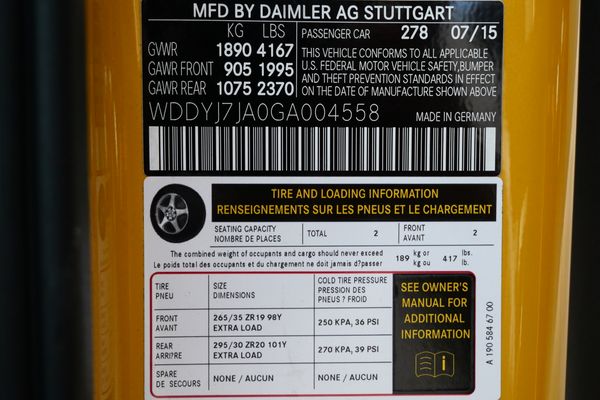 MFD BY DAIMLER AG STUTTGART
KG LBS PASSENGER CAR 278 07/15
GVWR 1890 4167
GAWR FRONT 905 1995
GAWR REAR 1075 2370
THIS VEHICLE CONFORMS TO ALL APPLICABLE
U.S. FEDERAL MOTOR VEHICLE SAFETY,BUMPER
AND THEFT PREVENTION STANDARDS IN EFFECT
ON THE DATE OF MANUFACTURE SHOWN ABOVE
WDDYJ7JA0GA004558 MADE IN GERMANY
TIRE AND LOADING INFORMATION
RENSEIGNEMENTS SUR LES PNEUS ET LE CHARGEMENT
SEATING CAPACITY
NOMBRE DE PLACES
TOTAL 2
FRONT
AVANT
2
The combined weight of occupants and cargo should never exceed
Le poids total des occupants et du chargement ne doit jamais d?passer
189 kg or
kg ou
417 lbs.
lb.
TIRE
PNEU
SIZE
DIMENSIONS
COLD TIRE PRESSURE
PRESSION DES
PNEUS ? FROID
FRONT
AVANT
265/35 ZR19 98Y
EXTRA LOAD
250 KPA, 36 PSI
REAR
ARRI?RE
295/30 ZR20 101Y
EXTRA LOAD
270 KPA, 39 PSI
SPARE
DE SECOURS
NONE / AUCUN
NONE / AUCUN
SEE OWNER'S
MANUAL FOR
ADDITIONAL
INFORMATION
A 190 584 67 00